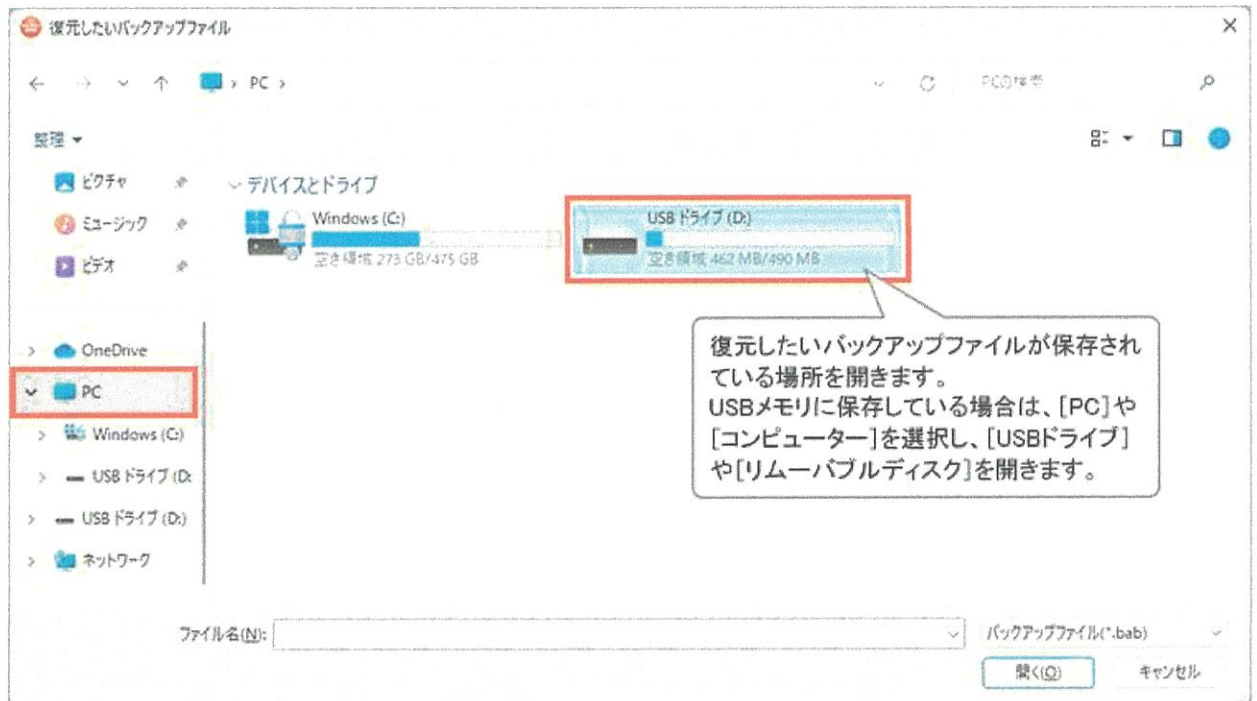 復元したいバックアップファイル
PC
PCの検索
整理
ピクチャ
ミュージック
ビデオ
OneDrive
PC
Windows (C:)
USB ドライブ (D:
USB ドライブ (D:)
ネットワーク
デバイスとドライブ
Windows (C:)
空き領域 273 GB/475 GB
USB ドライブ (D:)
空き領域 462 MB/490 MB
復元したいバックアップファイルが保存され
ている場所を開きます。
USBメモリに保存している場合は、[PC]や
[コンピューター]を選択し、[USBドライブ]
や[リムーバブルディスク]を開きます。
ファイル名(N):
バックアップファイル(*.bab)
開く(O)
キャンセル